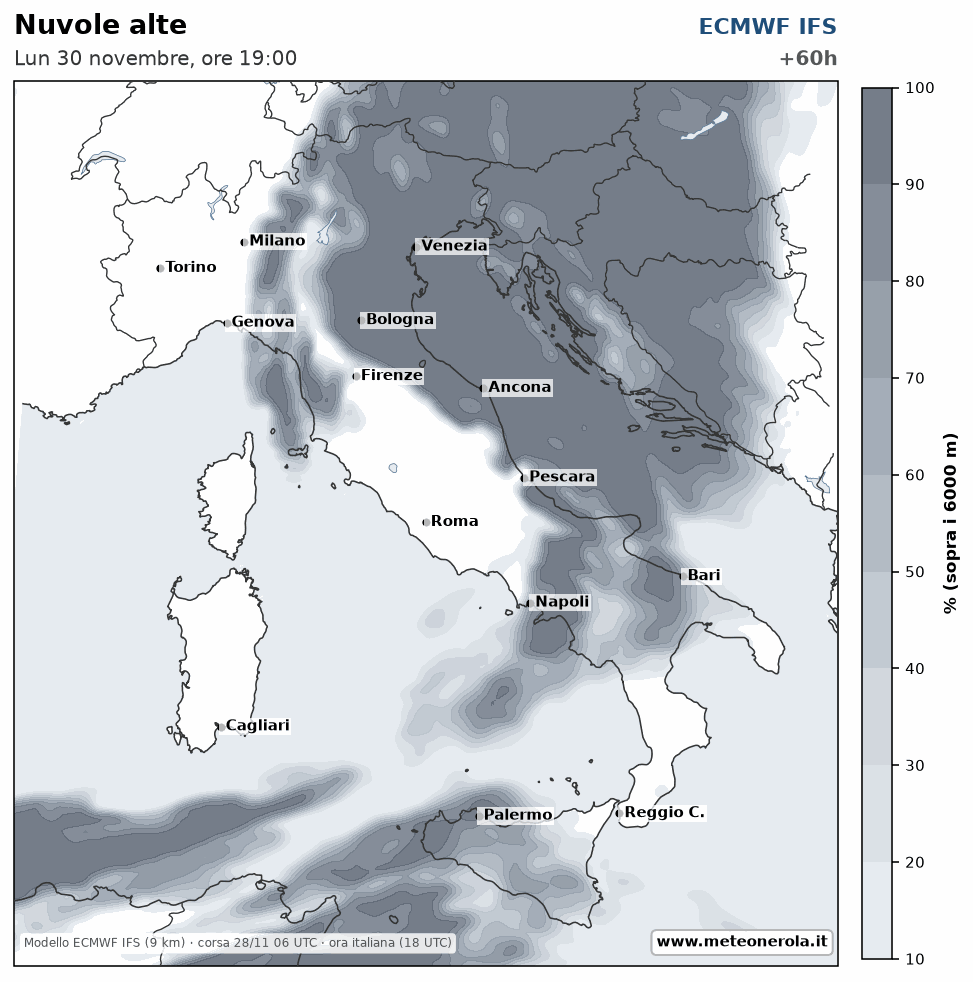 Nuvole alte
ECMWF IFS
Lun 30 novembre, ore 19:00
+60h
Milano
Venezia
Torino
Genova
Bologna
Firenze
Ancona
Pescara
Roma
Bari
Napoli
Cagliari
Palermo
Reggio C.
100
90
80
70
60
50
40
30
20
10
% (sopra i 6000 m)
Modello ECMWF IFS (9 km) · corsa 28/11 06 UTC · ora italiana (18 UTC)
www.meteonerola.it